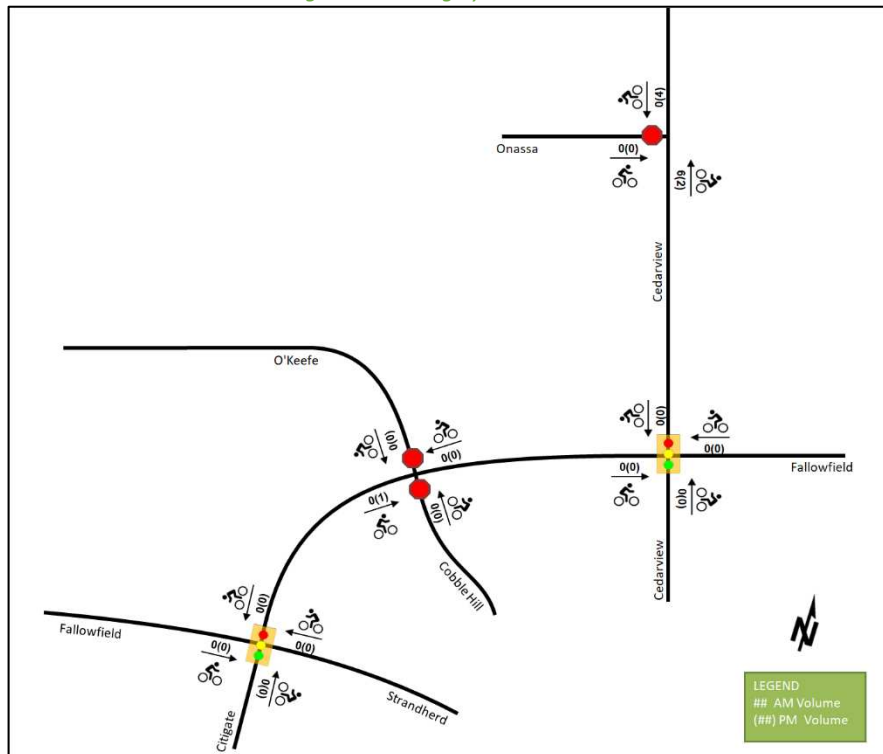 0(4)
Onassa
0(0)
6(2)
Cedarview
O'Keefe
0(0)
0(0)
0(0)
0(0)
0(0)
Fallowfield
0(1)
0(0)
0(0)
Cobble Hill
Cedarview
0(0)
Fallowfield
0(0)
0(0)
0(0)
Strandherd
Citigate
N
LEGEND
## AM Volume
(##) PM Volume